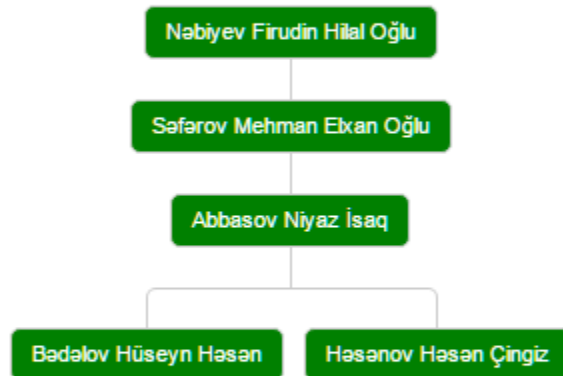 Nəbiyev Firudin Hilal Oğlu
Səfərov Mehman Elxan Oğlu
Abbasov Niyaz İsaq
Bədəlov Hüseyn Həsən
Həsənov Həsən Çingiz